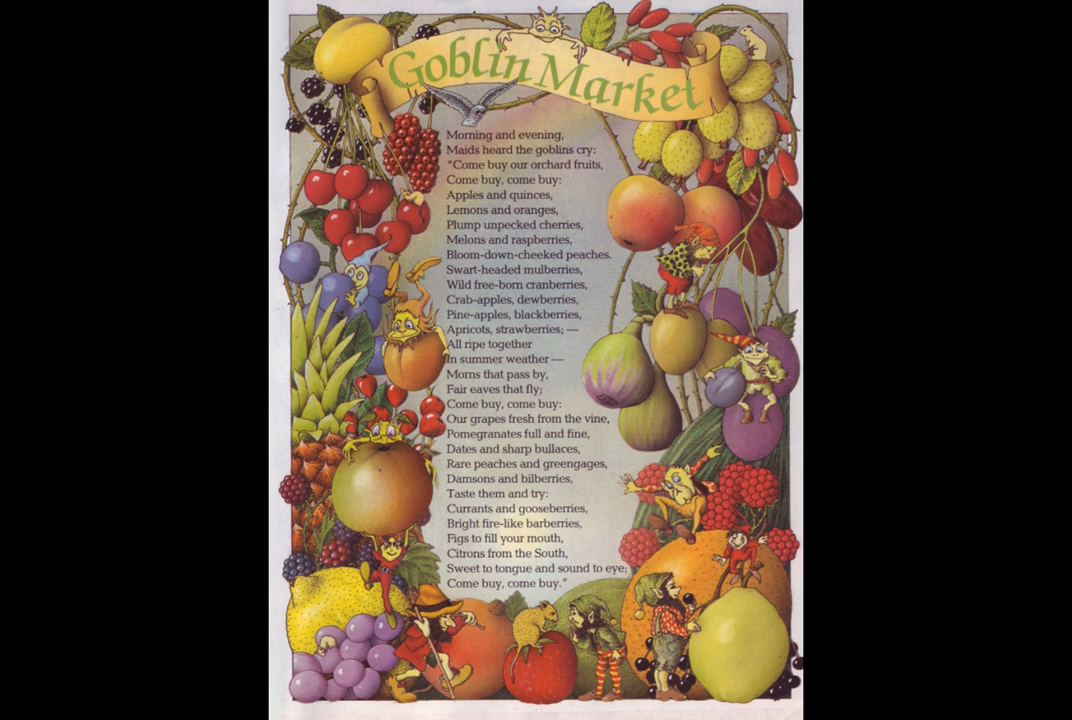 Goblin Market
Morning and evening,
Maids heard the goblins cry:
"Come buy our orchard fruits,
Come buy, come buy:
Apples and quinces,
Lemons and oranges,
Plump unpecked cherries,
Melons and raspberries,
Bloom-down-cheeked peaches.
Swart-headed mulberries,
Wild free-born cranberries,
Crab-apples, dewberries,
Pine-apples, blackberries,
Apricots, strawberries; —
All ripe together
In summer weather —
Morns that pass by,
Fair eaves that fly;
Come buy, come buy:
Our grapes fresh from the vine,
Pomegranates full and fine,
Dates and sharp bullaces,
Rare peaches and greengages,
Damsons and bilberries,
Taste them and try:
Currants and gooseberries,
Bright fire-like barberries,
Figs to fill your mouth,
Citrons from the South,
Sweet to tongue and sound to eye;
Come buy, come buy."